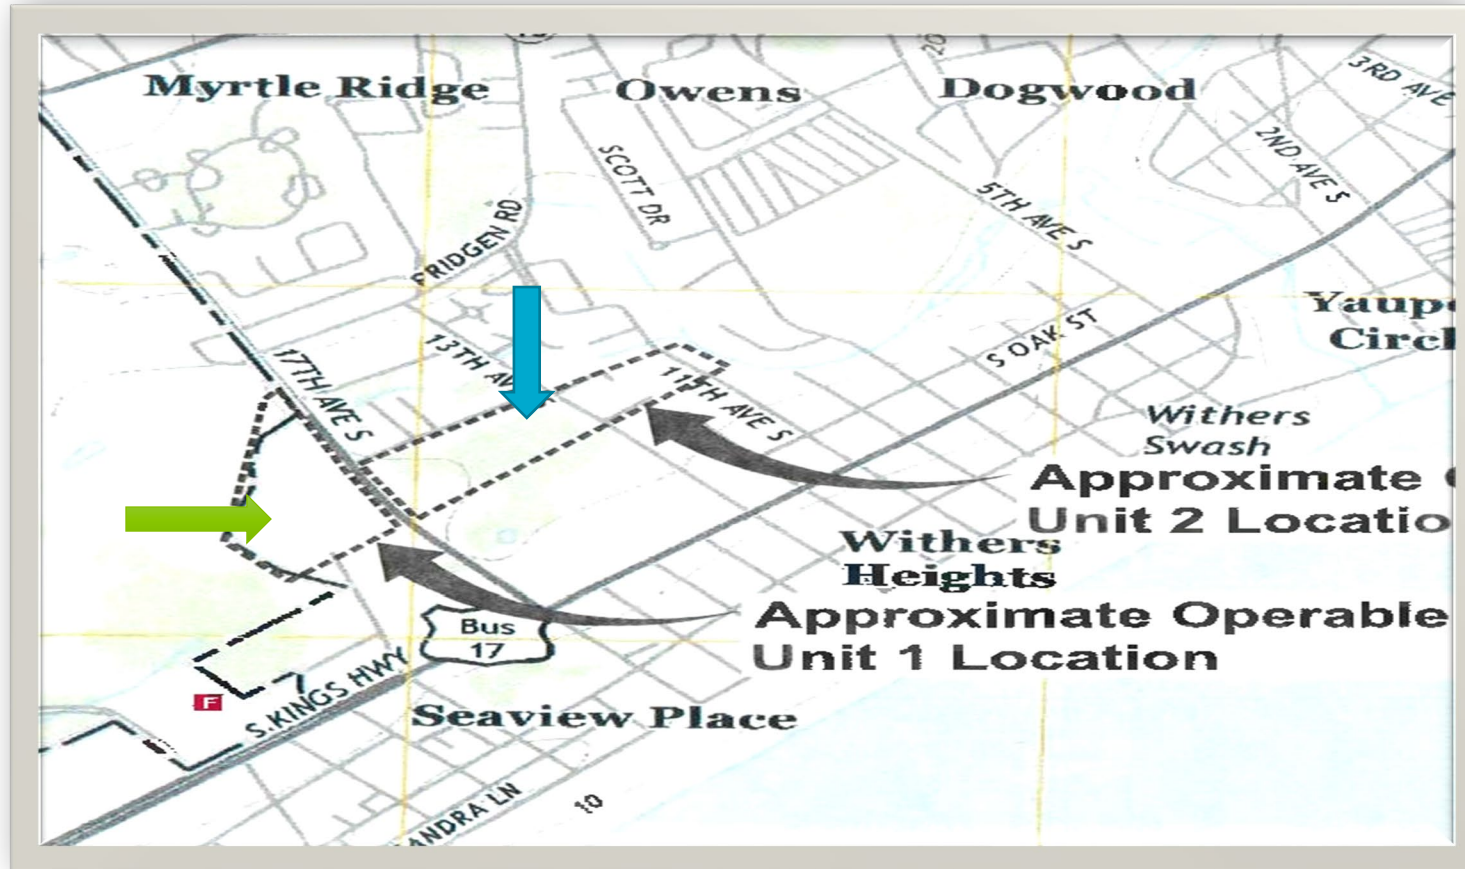 Myrtle Ridge
Owens
Dogwood
3RD AVE
20
SCOTT DR
2ND AVE S
5TH AVE S
FRIDGEN RD
Yaup
Circl
S OAK ST
13TH AV
17TH AVE S
11TH AVE S
Withers
Swash
Approximate
Unit 2 Locatio
Withers
Heights
Approximate Operable
Unit 1 Location
Bus
17
F
S.KINGS HWY
Seaview Place
ANDRA LN
10